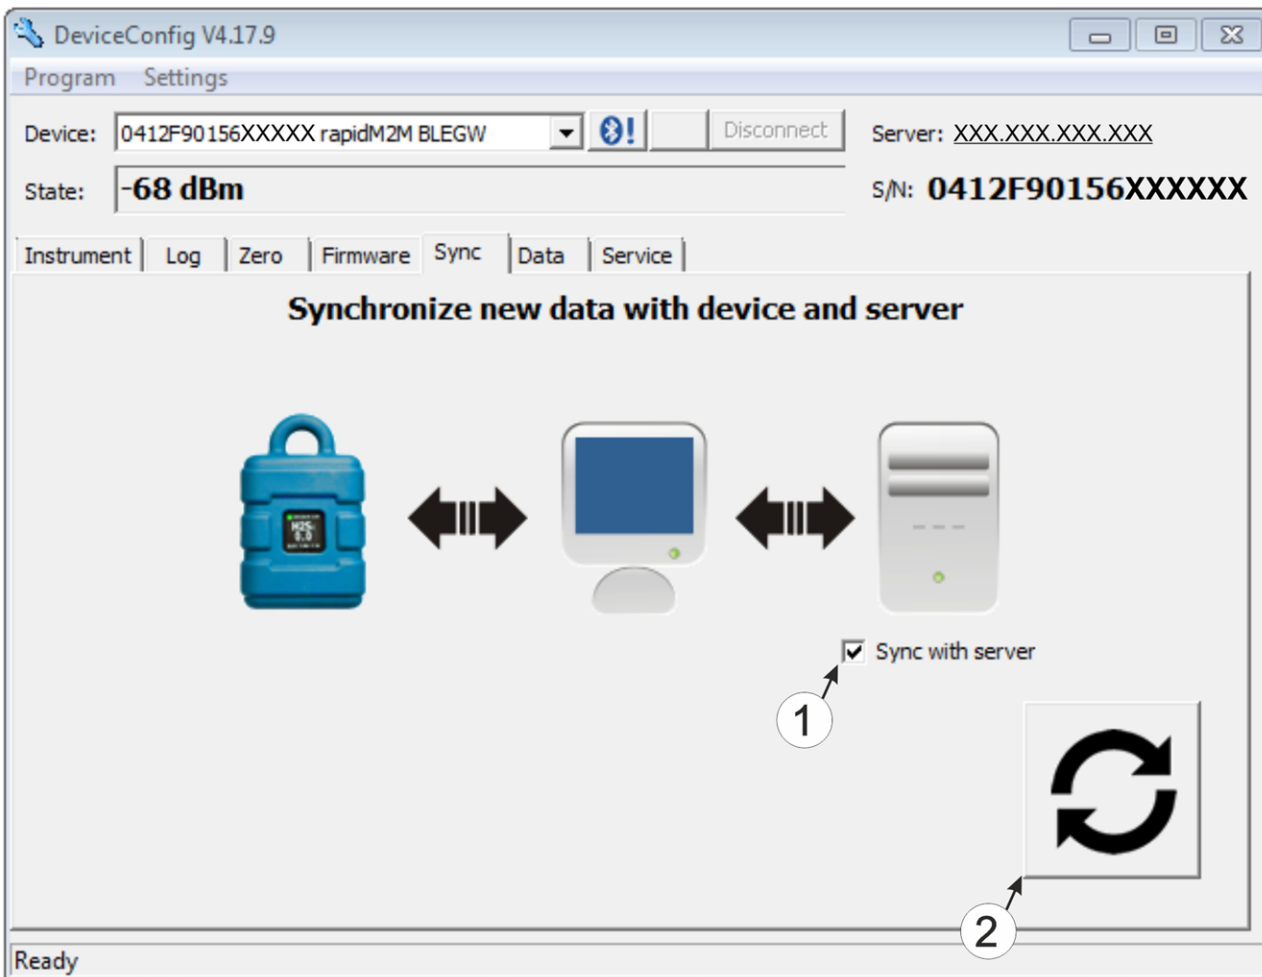 DeviceConfig V4.17.9
Program Settings
Device: 0412F90156XXXXX rapidM2M BLEGW Disconnect Server: XXX.XXX.XXX.XXX
State: -68 dBm S/N: 0412F90156XXXXXX
Instrument Log Zero Firmware Sync Data Service
Synchronize new data with device and server
H2S
0.0
Sync with server
1
2
Ready